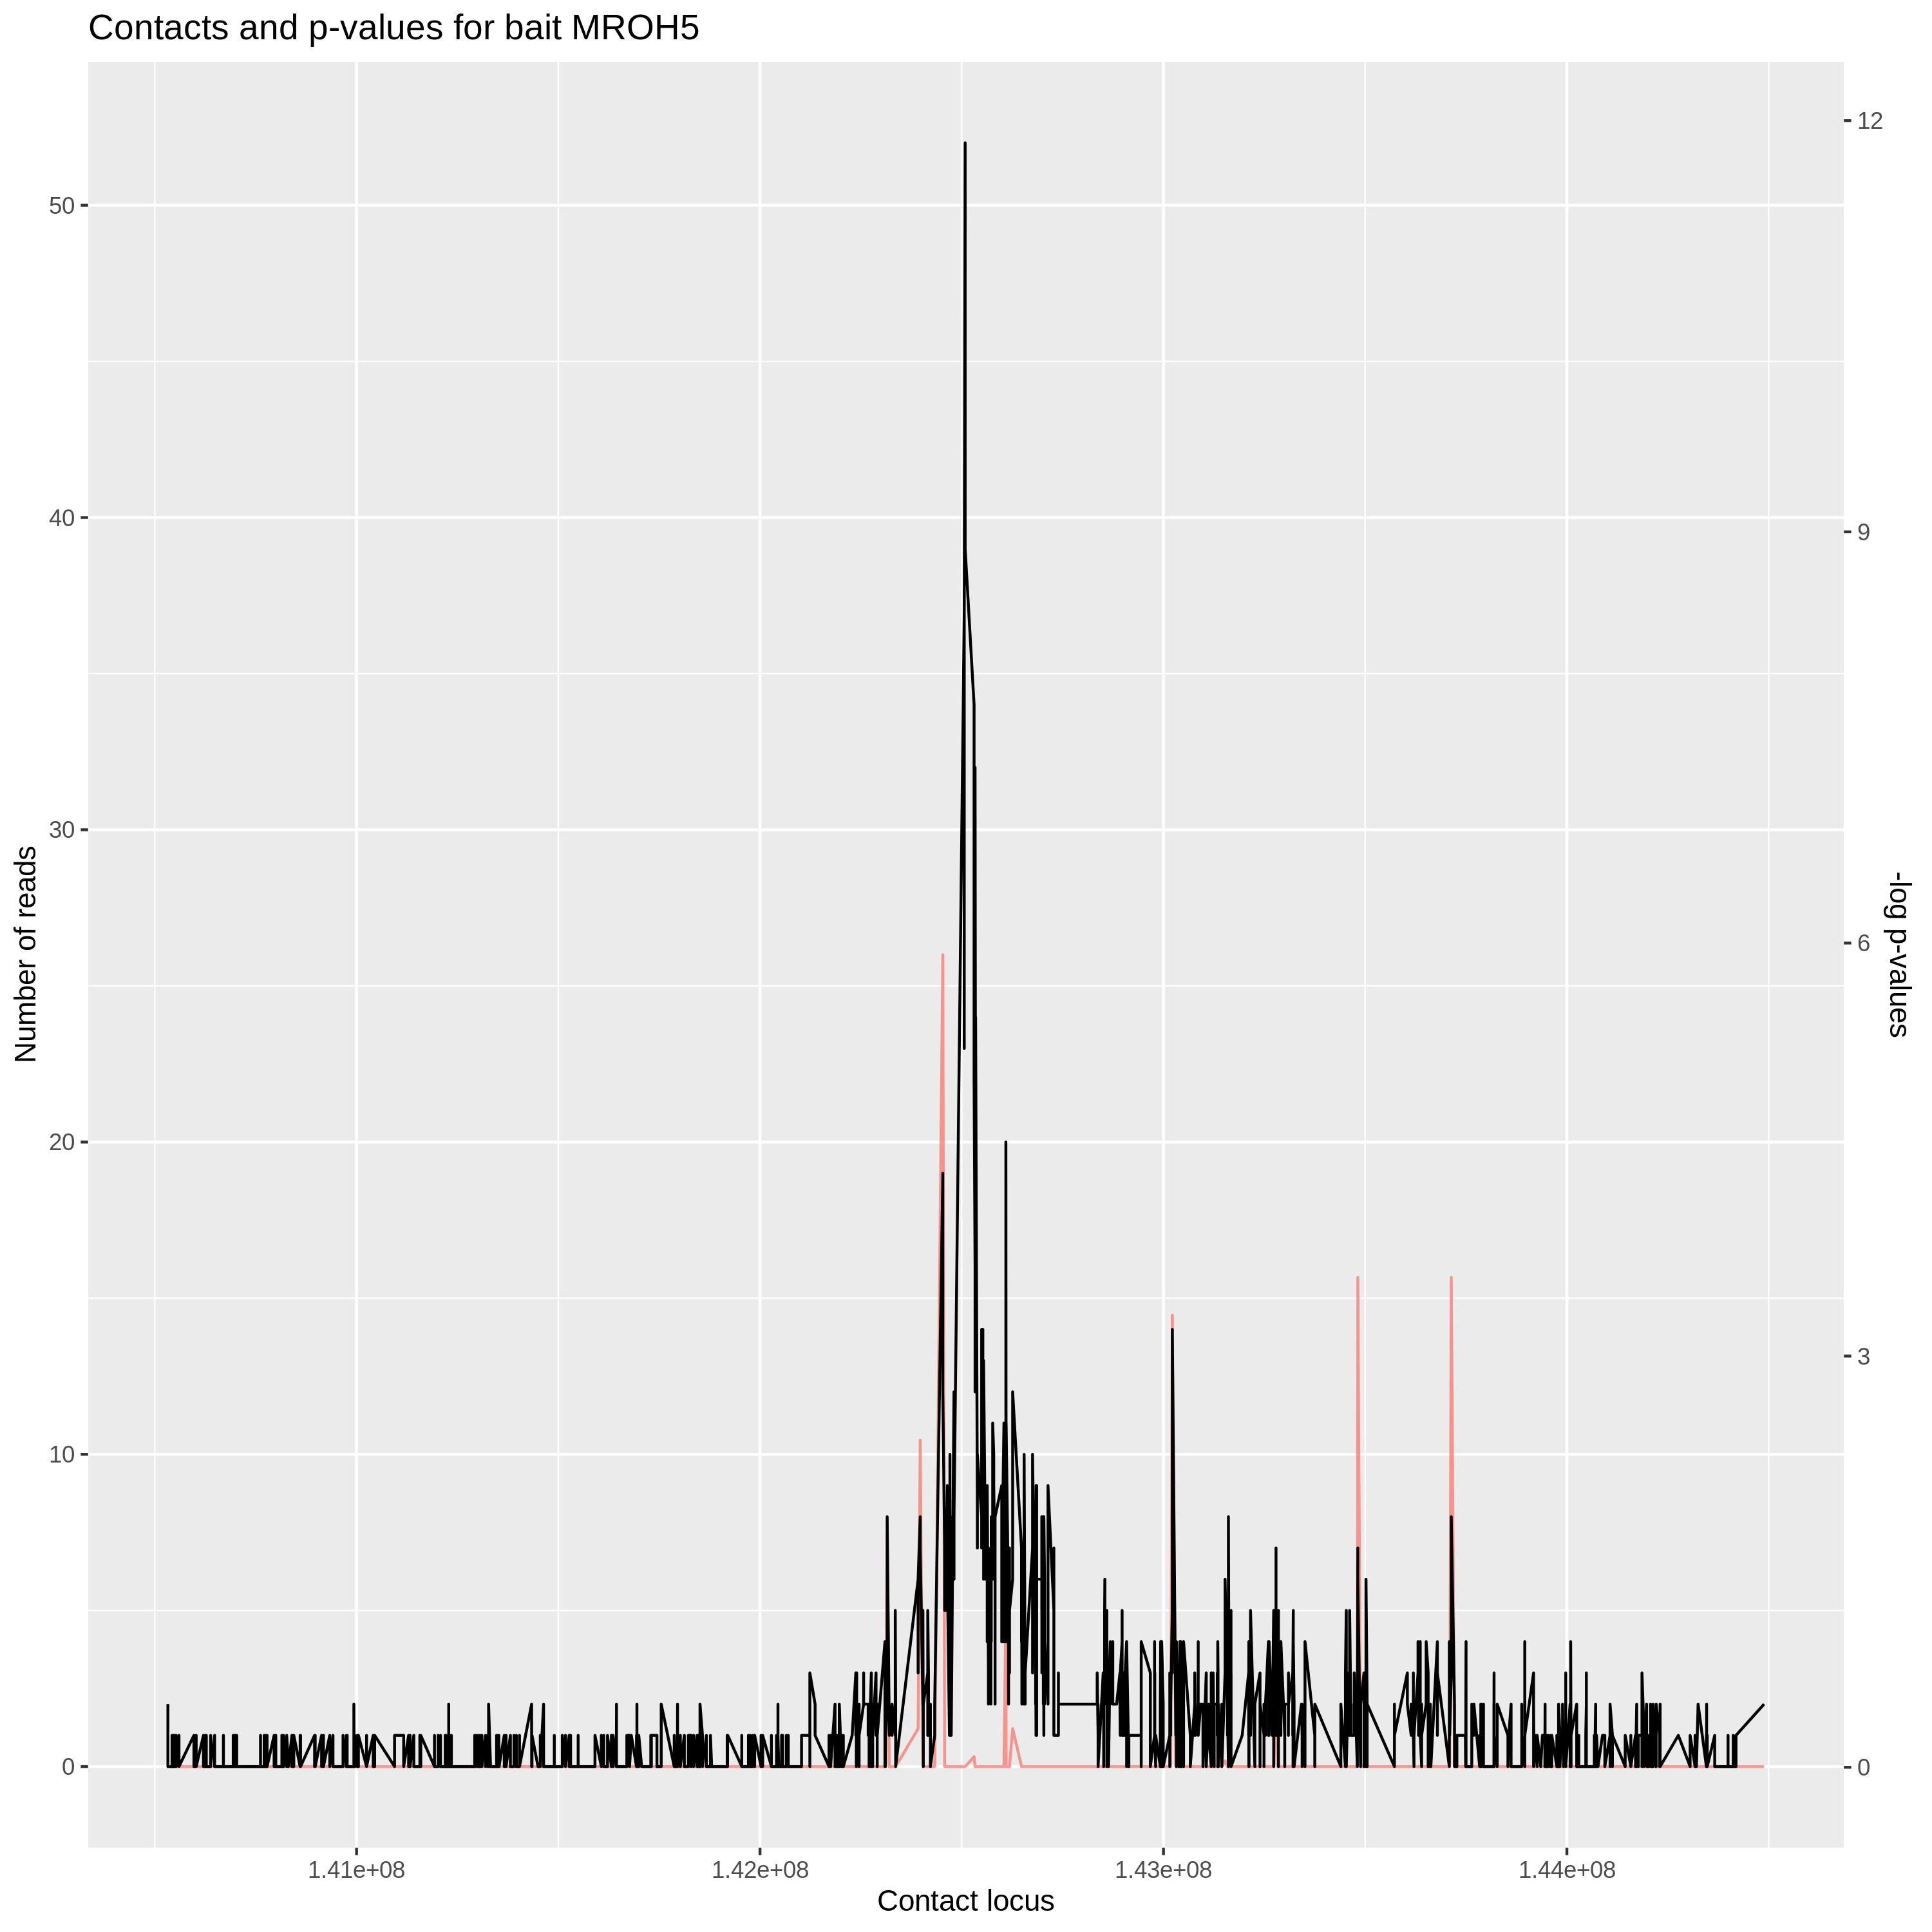 Contacts and p-values for bait MROH5
12
50
40
9
30
Number of reads
-log p-values
6
20
3
10
0
0
1.41e+08
1.42e+08
1.43e+08
1.44e+08
Contact locus